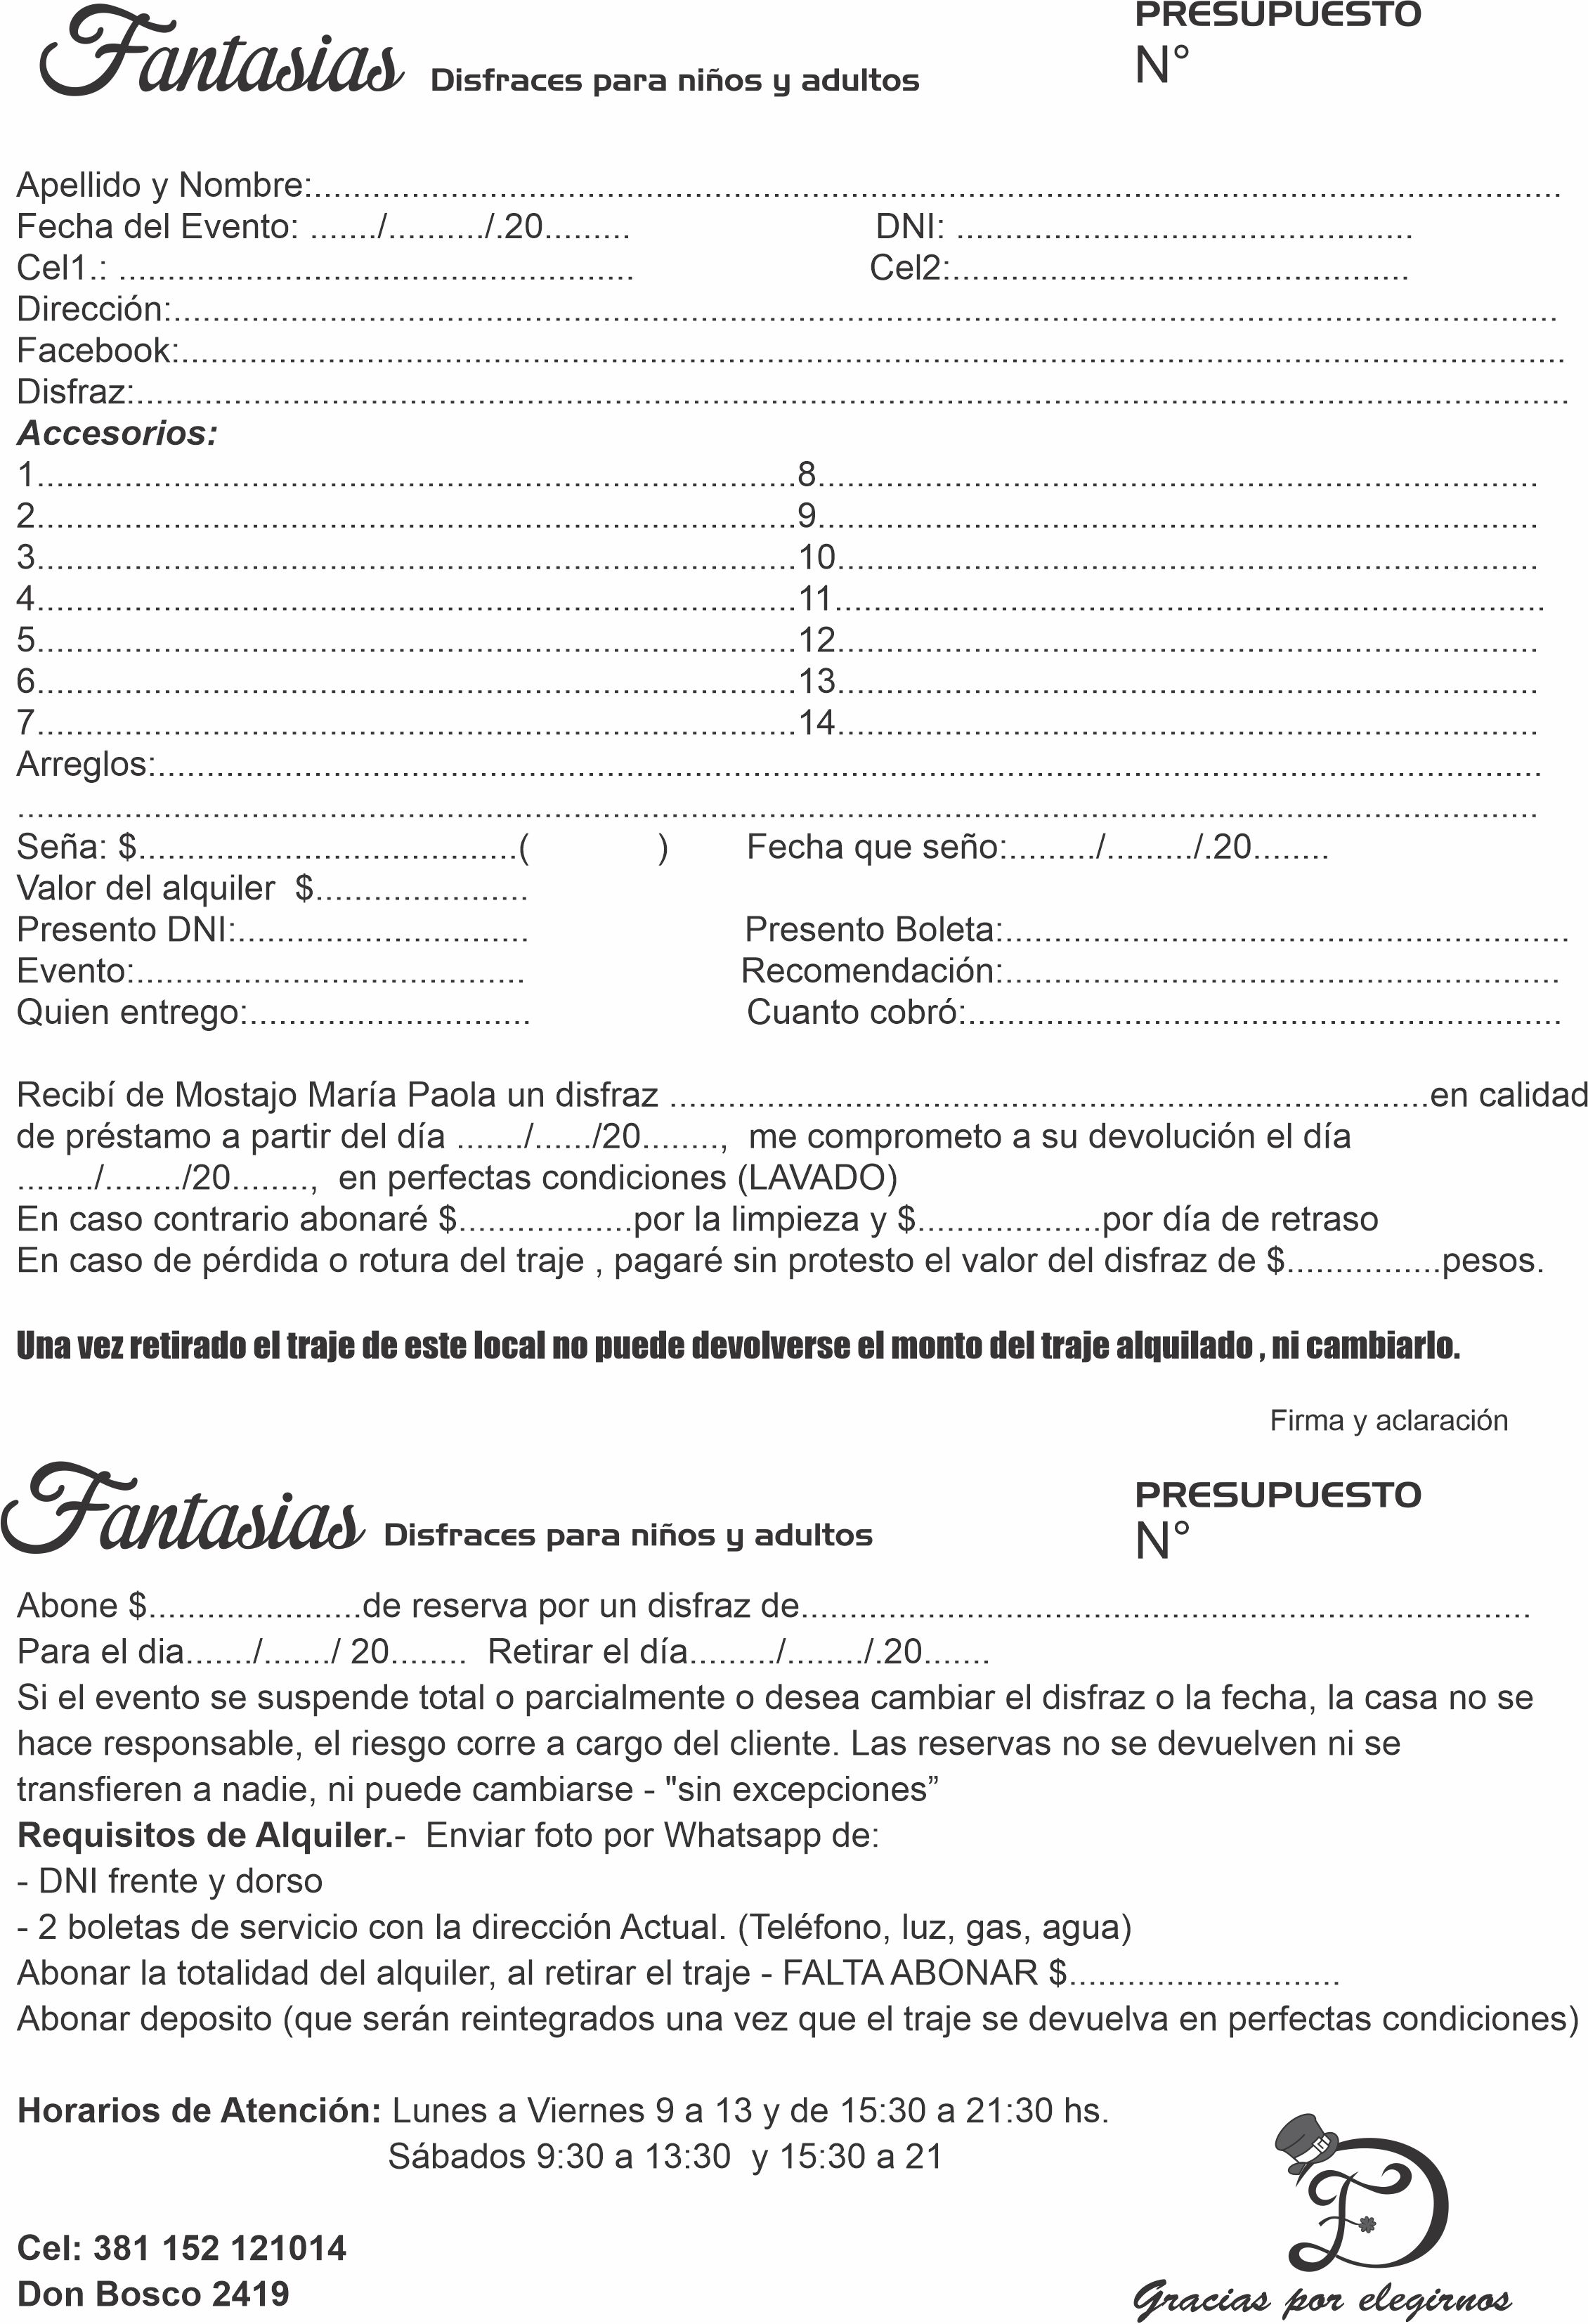 Fantasias Disfraces para niños y adultos PRESUPUESTO
N°
Apellido y Nombre:................................................................................................................................
Fecha del Evento: ......./........../.20......... DNI: ...............................................
Cel1.: ..................................................... Cel2:...............................................
Dirección:..............................................................................................................................................
Facebook:..............................................................................................................................................
Disfraz:...................................................................................................................................................
Accesorios:
1..............................................................................8..........................................................................
2..............................................................................9..........................................................................
3..............................................................................10........................................................................
4..............................................................................11.........................................................................
5..............................................................................12........................................................................
6..............................................................................13........................................................................
7..............................................................................14........................................................................
Arreglos:..............................................................................................................................................
............................................................................................................................................................
Seña: $.......................................( ) Fecha que seño:........./........./.20........
Valor del alquiler $......................
Presento DNI:.............................. Presento Boleta:..........................................................
Evento:........................................ Recomendación:.........................................................
Quien entrego:............................. Cuanto cobró:.............................................................
Recibí de Mostajo María Paola un disfraz ..............................................................................en calidad
de préstamo a partir del día ......./....../20........, me comprometo a su devolución el día
......../......../20........, en perfectas condiciones (LAVADO)
En caso contrario abonaré $..................por la limpieza y $...................por día de retraso
En caso de pérdida o rotura del traje , pagaré sin protesto el valor del disfraz de $................pesos.
Una vez retirado el traje de este local no puede devolverse el monto del traje alquilado , ni cambiarlo.
Firma y aclaración
Fantasias Disfraces para niños y adultos PRESUPUESTO
N°
Abone $......................de reserva por un disfraz de...........................................................................
Para el dia......./......./ 20........ Retirar el día........./......../.20.......
Si el evento se suspende total o parcialmente o desea cambiar el disfraz o la fecha, la casa no se
hace responsable, el riesgo corre a cargo del cliente. Las reservas no se devuelven ni se
transfieren a nadie, ni puede cambiarse - "sin excepciones”
Requisitos de Alquiler.- Enviar foto por Whatsapp de:
- DNI frente y dorso
- 2 boletas de servicio con la dirección Actual. (Teléfono, luz, gas, agua)
Abonar la totalidad del alquiler, al retirar el traje - FALTA ABONAR $............................
Abonar deposito (que serán reintegrados una vez que el traje se devuelva en perfectas condiciones)
Horarios de Atención: Lunes a Viernes 9 a 13 y de 15:30 a 21:30 hs.
Sábados 9:30 a 13:30 y 15:30 a 21
Cel: 381 152 121014
Don Bosco 2419
Gracias por elegirnos